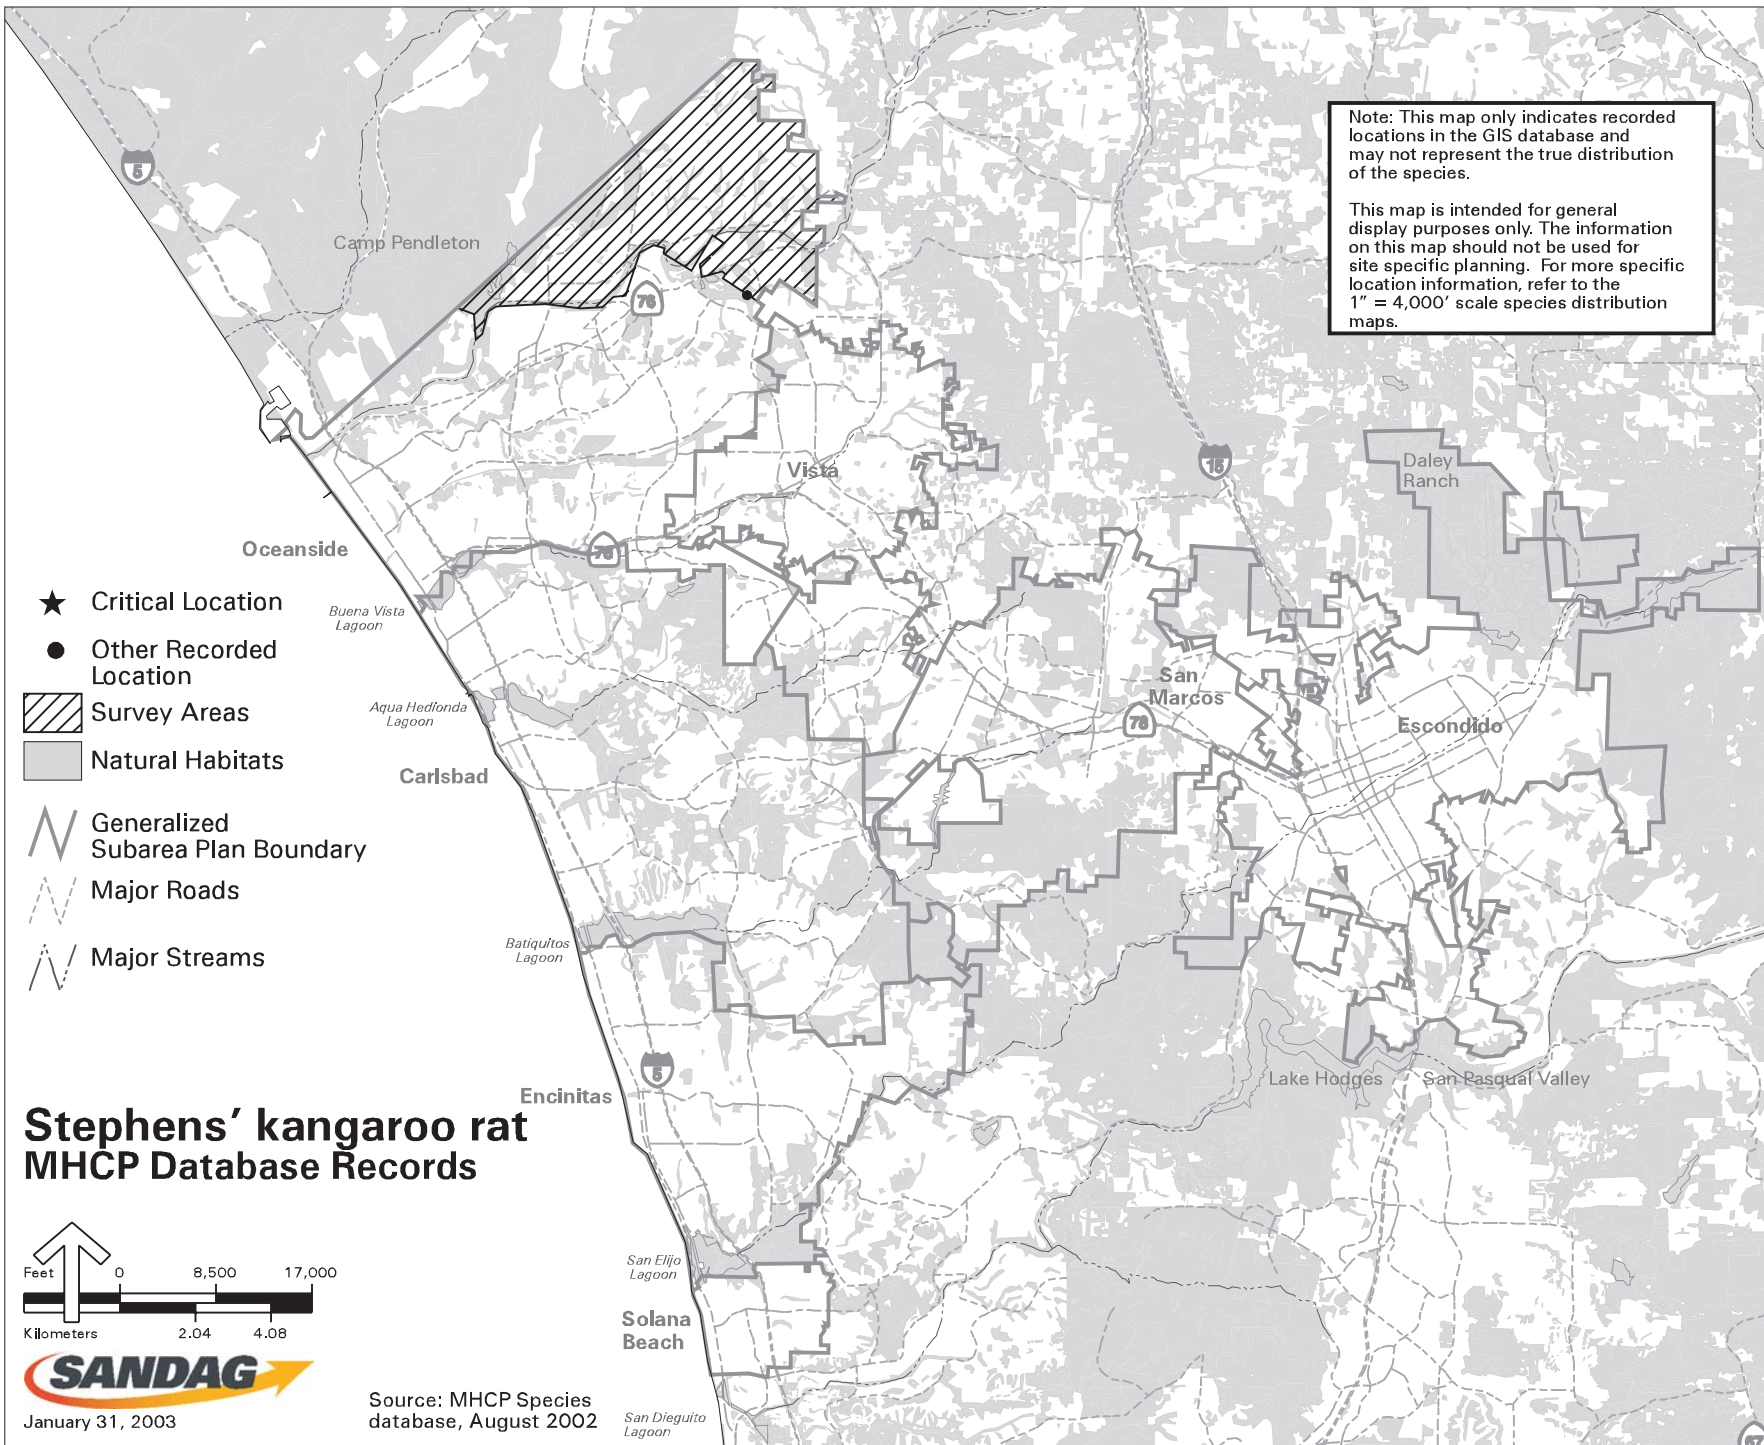 Note: This map only indicates recorded
locations in the GIS database and
may not represent the true distribution
of the species.
This map is intended for general
display purposes only. The information
on this map should not be used for
site specific planning. For more specific
location information, refer to the
1” = 4,000’ scale species distribution
maps.
5
Camp Pendleton
76
15
Daley
Ranch
Vista
Oceanside
78
Buena Vista
Lagoon
San
Marcos
78
Escondido
Aqua Hedionda
Lagoon
Carlsbad
Batiquitos
Lagoon
5
Encinitas
Lake Hodges
San Pasqual Valley
San Elijo
Lagoon
Solana
Beach
San Dieguito
Lagoon
67
Critical Location
Other Recorded
Location
Survey Areas
Natural Habitats
Generalized
Subarea Plan Boundary
Major Roads
Major Streams
Stephens’ kangaroo rat
MHCP Database Records
Feet 0 8,500 17,000
Kilometers 2.04 4.08
SANDAG
January 31, 2003
Source: MHCP Species
database, August 2002